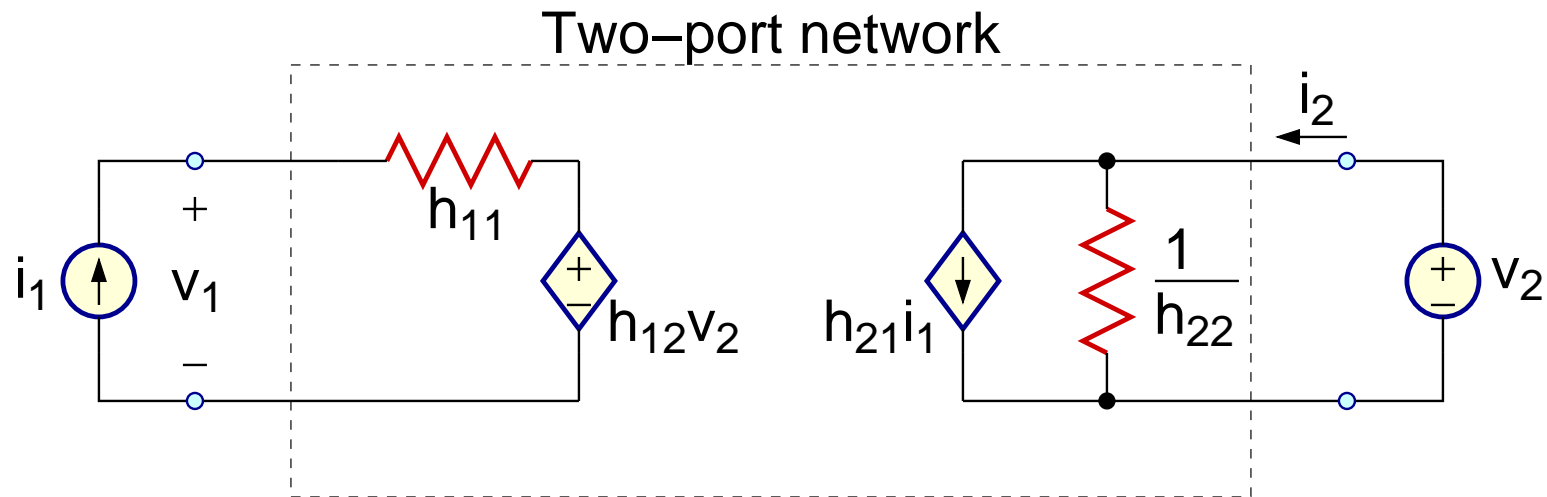 Two–port network
i2
+
h11
i1
v1
+
–
h12v2
h21i1
1
h22
+
–
v2
–